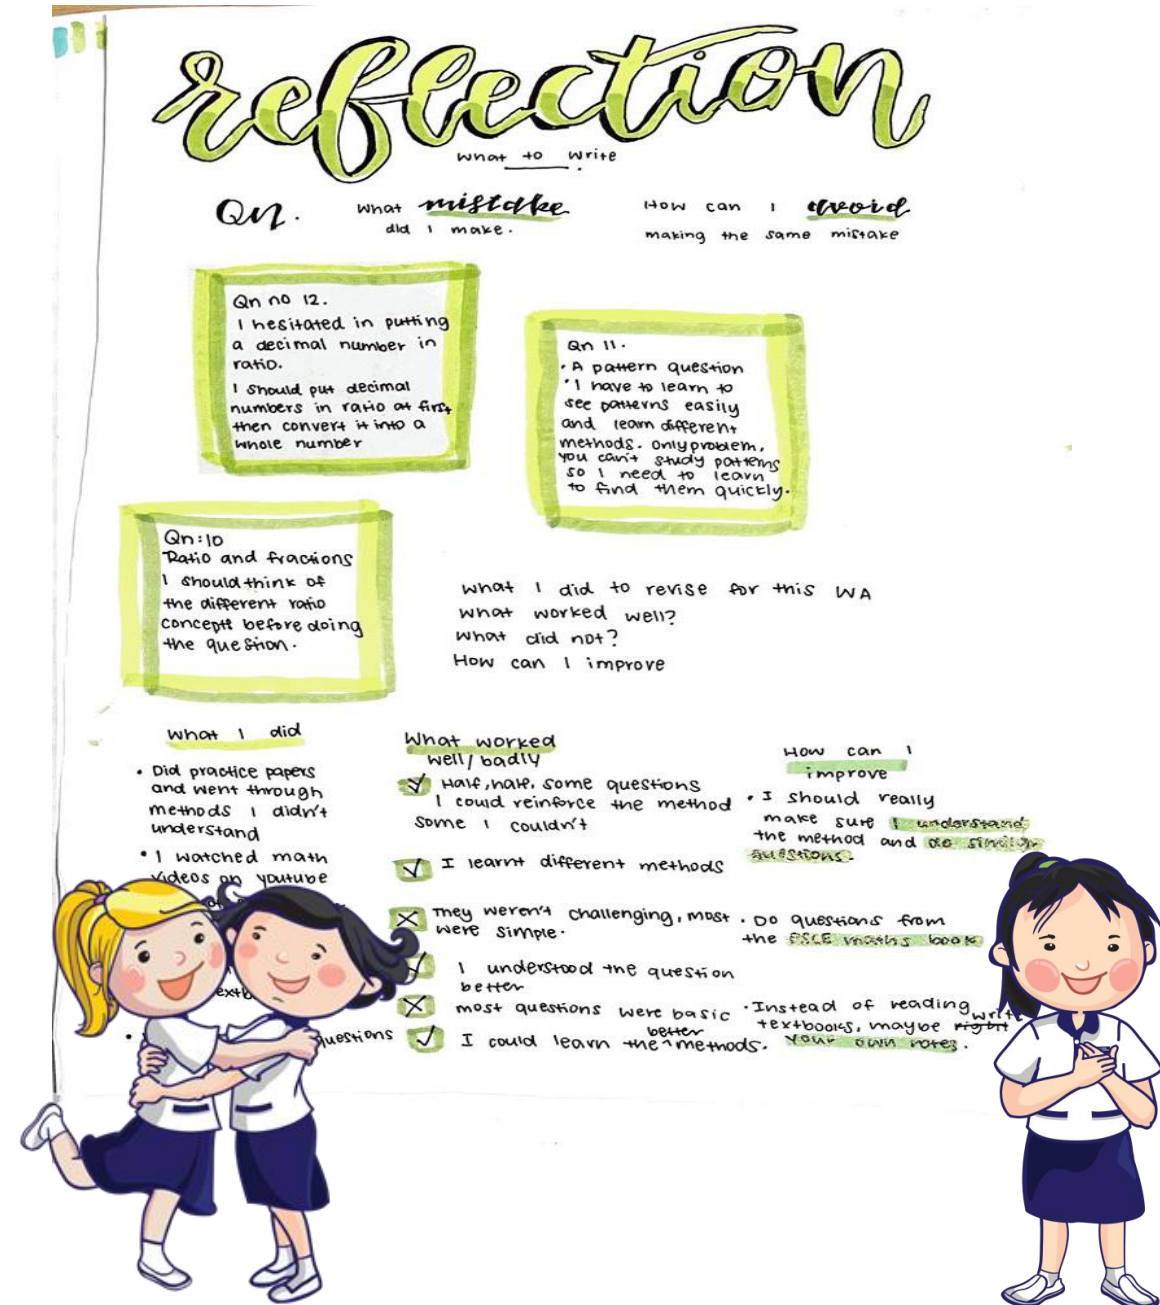 reflection
What to write
Qn.
What mistake
did I make.
How can I avoid
making the same mistake
Qn no 12.
I hesitated in putting
a decimal number in
ratio.
I should put decimal
numbers in ratio at first
then convert it into a
whole number
Qn 11.
• A pattern question
• I have to learn to
see patterns easily
and learn different
methods. Only problem,
you can't study patterns
so I need to learn
to find them quickly.
Qn:10
Ratio and fractions
I should think of
the different ratio
concepts before doing
the question.
What I did to revise for this WA
What worked well?
What did not?
How can I improve
What I did
• Did practice papers
and went through
methods I didn't
understand
• I watched math
videos on youtube
extb
questions
What worked
well/badly
Half, half, some questions
I could reinforce the method
some I couldn't
I learnt different methods
They weren't challenging, most
were simple.
I understood the question
better
most questions were basic
better
I could learn the ^ methods.
How can I
improve
• I should really
make sure I understand
the method and do similar
questions.
• Do questions from
the PSLE maths book
• Instead of reading
write
textbooks, maybe right
your own notes.